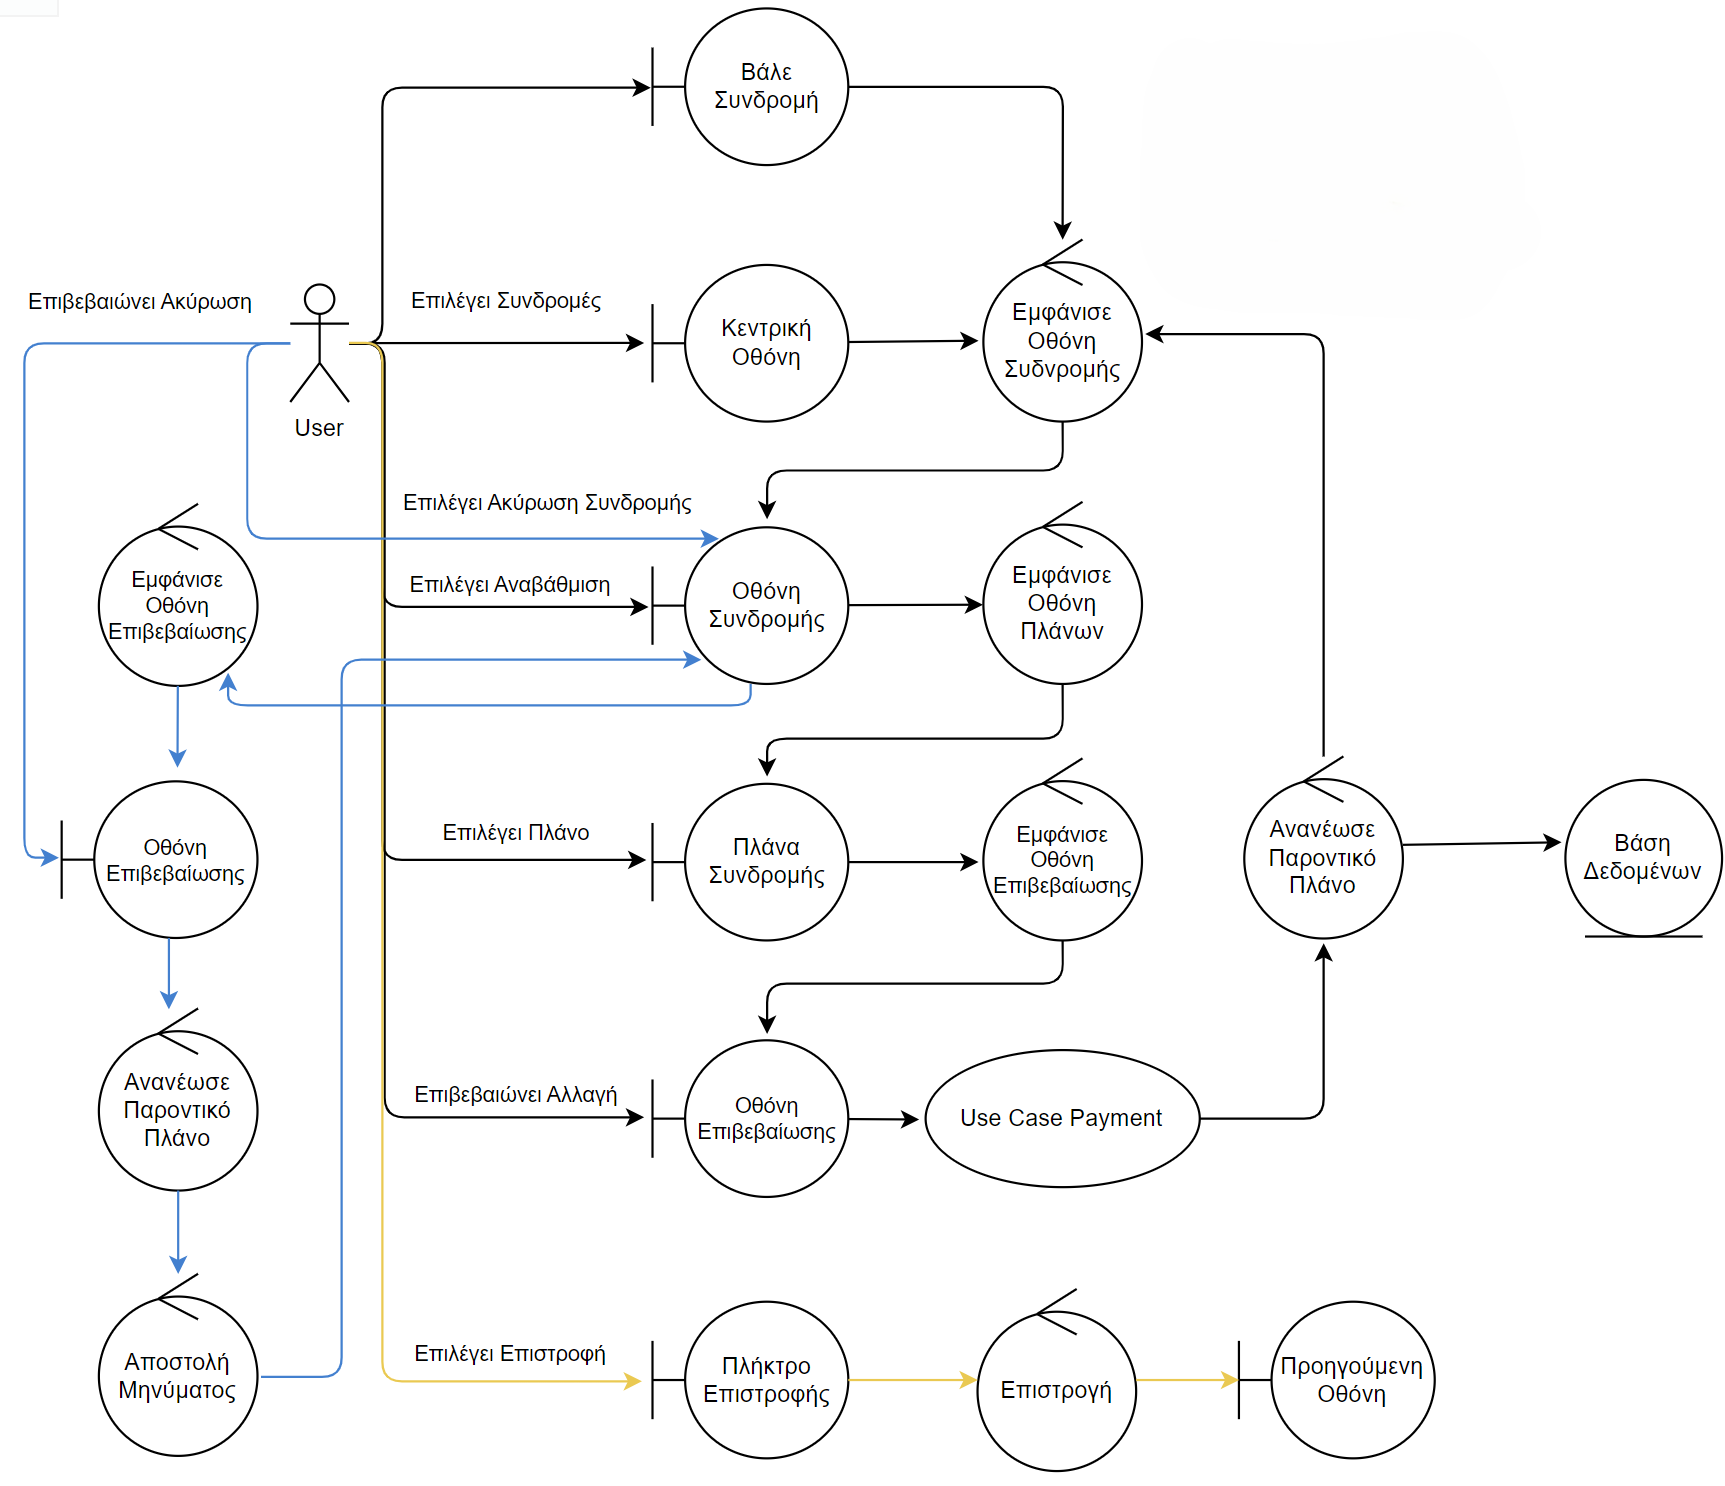 Βάλε
Συνδρομή
Επιβεβαιώνει Ακύρωση
Επιλέγει Συνδρομές
Κεντρική
Οθόνη
Εμφάνισε
Οθόνη
Συδνρομής
User
Επιλέγει Ακύρωση Συνδρομής
Εμφάνισε
Οθόνη
Επιβεβαίωσης
Επιλέγει Αναβάθμιση
Οθόνη
Συνδρομής
Εμφάνισε
Οθόνη
Πλάνων
Οθόνη
Επιβεβαίωσης
Επιλέγει Πλάνο
Πλάνα
Συνδρομής
Εμφάνισε
Οθόνη
Επιβεβαίωσης
Ανανέωσε
Παροντικό
Πλάνο
Βάση
Δεδομένων
Ανανέωσε
Παροντικό
Πλάνο
Επιβεβαιώνει Αλλαγή
Οθόνη
Επιβεβαίωσης
Use Case Payment
Αποστολή
Μηνύματος
Επιλέγει Επιστροφή
Πλήκτρο
Επιστροφής
Επιστρογή
Προηγούμενη
Οθόνη